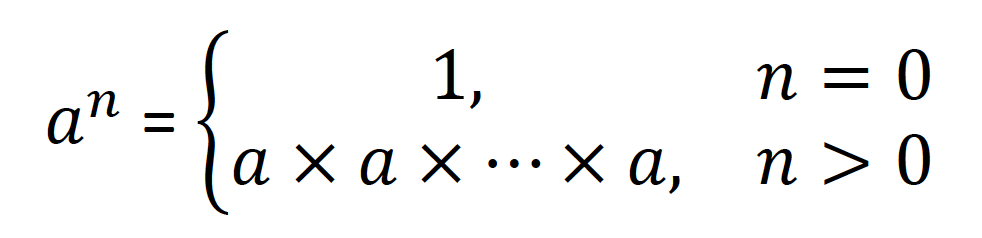 aⁿ = { 1, n = 0
a × a × ⋯ × a, n > 0